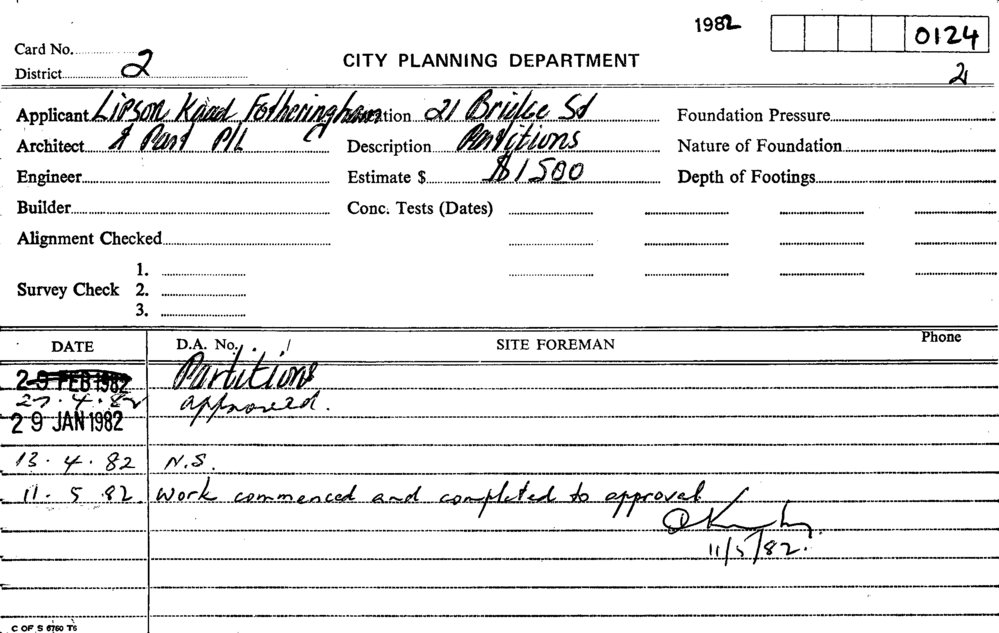 1982 0124
Card No.
District 2 CITY PLANNING DEPARTMENT 2
Applicant Lipson Kaad Fotheringham Location 21 Bridge St Foundation Pressure
Architect & Part P/L Description Partitions Nature of Foundation
Engineer Estimate $ $1500 Depth of Footings
Builder Conc. Tests (Dates)
Alignment Checked
1.
Survey Check 2.
3.
DATE D.A. No. / SITE FOREMAN Phone
29 FEB 1982 Partitions
approved.
29 JAN 1982
13.4.82 N.S.
11.5.82. Work commenced and completed to approval
11/5/82.
C OF S 6760 T6